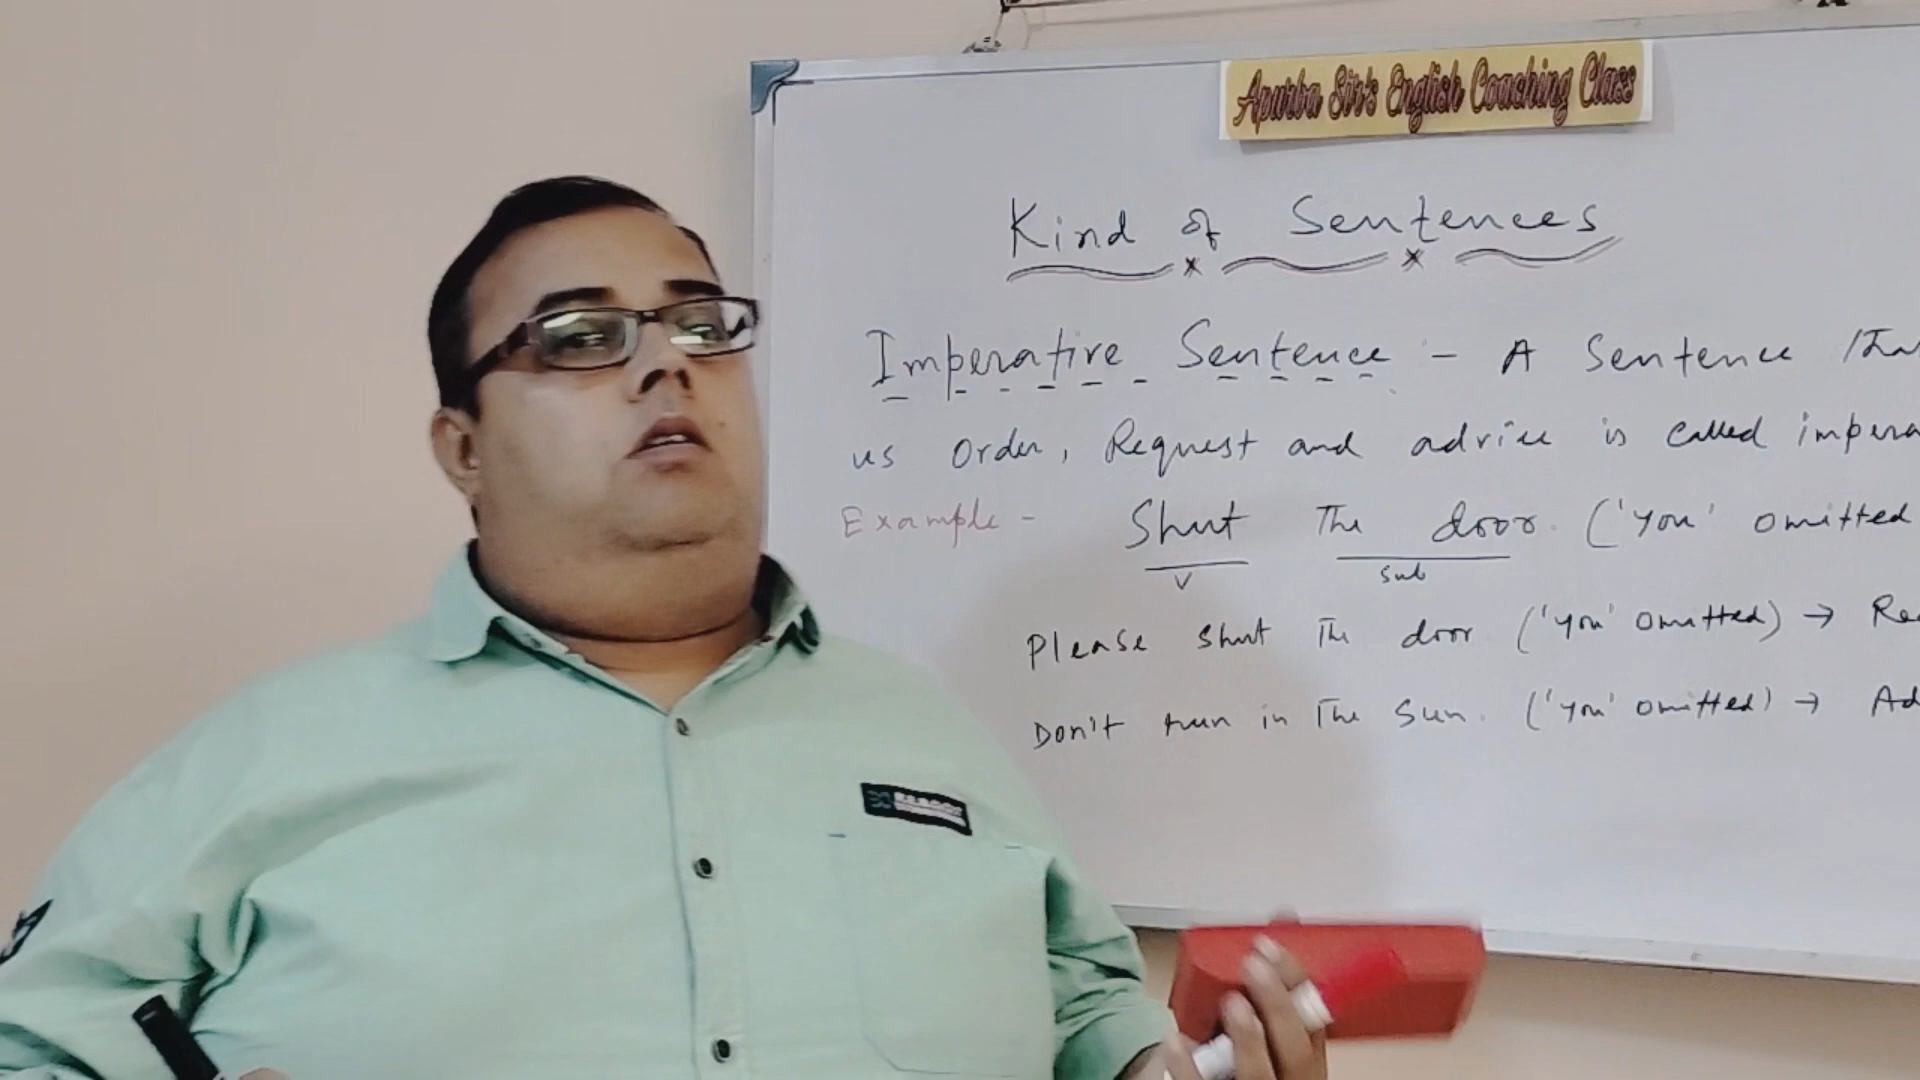 Apurba Sir's English Coaching Class
Kind of Sentences
Imperative Sentence - A Sentence
us Order, Request and advice is called impera
Example - Shut The door. ('you' omitted
V sub
Please shut The door ('you' omitted) → Re
Don't run in The Sun. ('you' omitted) → Ad